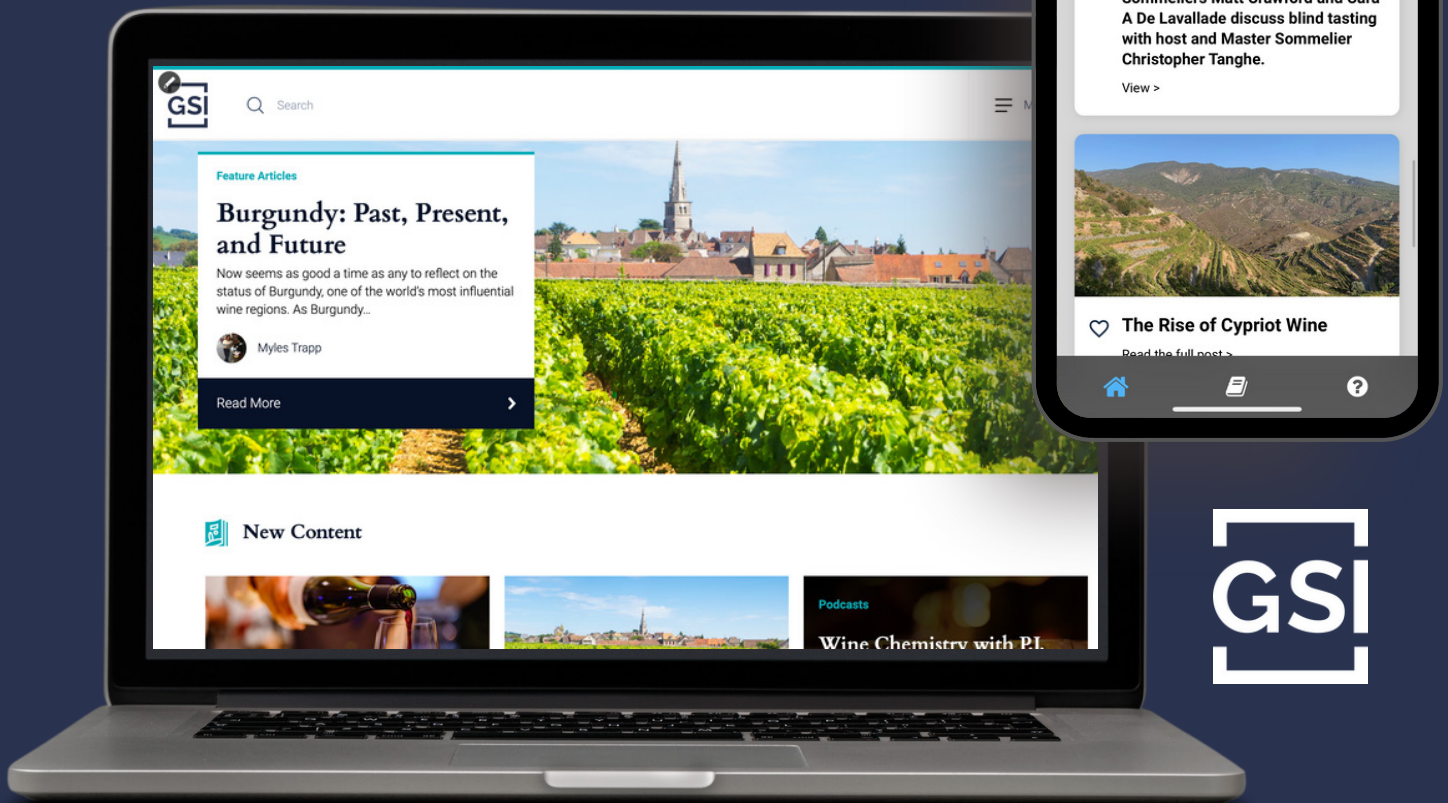 GSI
Search
Feature Articles
Burgundy: Past, Present,
and Future
Now seems as good a time as any to reflect on the
status of Burgundy, one of the world's most influential
wine regions. As Burgundy...
Myles Trapp
Read More
New Content
Podcasts
Wine Chemistry with P.J.
Sommeliers Matt Crawford and
A De Lavallade discuss blind tasting
with host and Master Sommelier
Christopher Tanghe.
View >
The Rise of Cypriot Wine
Read the full post >
GSI